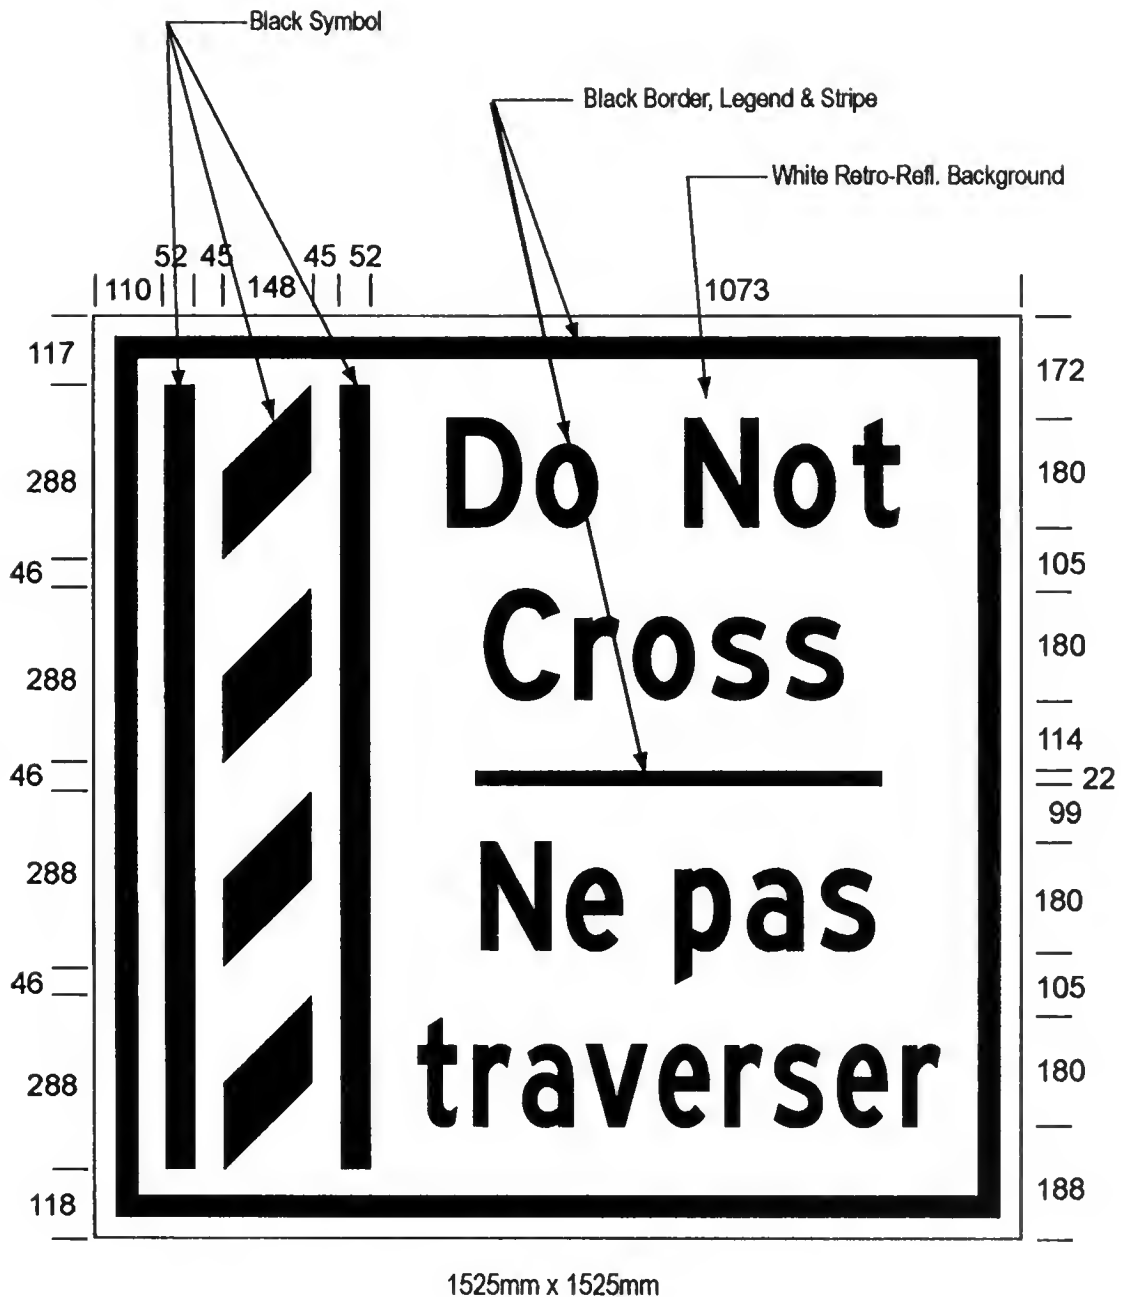 Black Symbol
Black Border, Legend & Stripe
White Retro-Refl. Background
52 45 45 52
110 148 1073
117
172
288
180
46
105
288
180
46
114
22
99
288
180
46
105
288
180
118
188
Do Not
Cross
Ne pas
traverser
1525mm x 1525mm